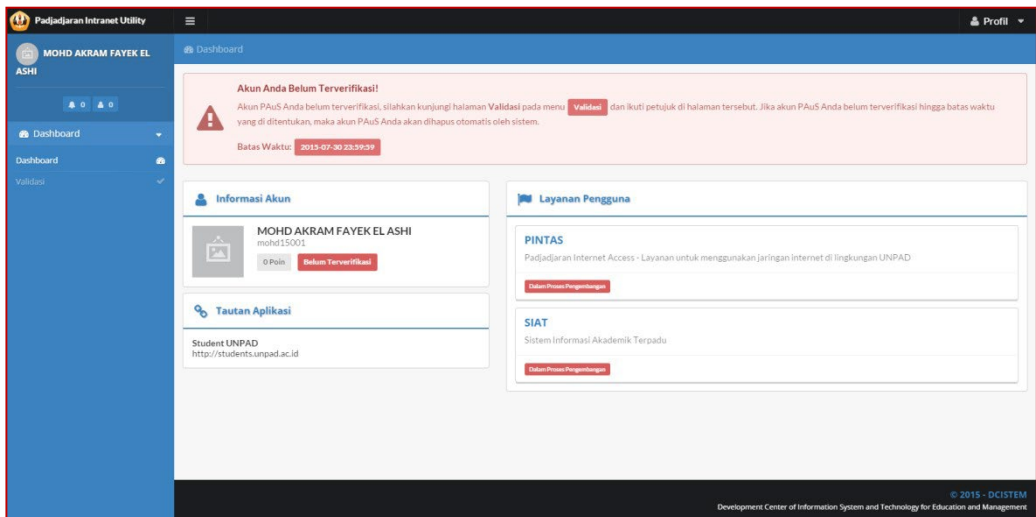 Padjadjaran Intranet Utility
Profil
MOHD AKRAM FAYEK EL
ASHI
0 0
Dashboard
Dashboard
Validasi
Dashboard
Akun Anda Belum Terverifikasi!
Akun PAuS Anda belum terverifikasi, silahkan kunjungi halaman Validasi pada menu Validasi dan ikuti petujuk di halaman tersebut. Jika akun PAuS Anda belum terverifikasi hingga batas waktu
yang di ditentukan, maka akun PAuS Anda akan dihapus otomatis oleh sistem.
Batas Waktu: 2015-07-30 23:59:59
Informasi Akun
MOHD AKRAM FAYEK EL ASHI
mohd15001
0 Poin Belum Terverifikasi
Tautan Aplikasi
Student UNPAD
http://students.unpad.ac.id
Layanan Pengguna
PINTAS
Padjadjaran Internet Access - Layanan untuk menggunakan jaringan internet di lingkungan UNPAD
Dalam Proses Pengembangan
SIAT
Sistem Informasi Akademik Terpadu
Dalam Proses Pengembangan
© 2015 - DCISTEM
Development Center of Information System and Technology for Education and Management